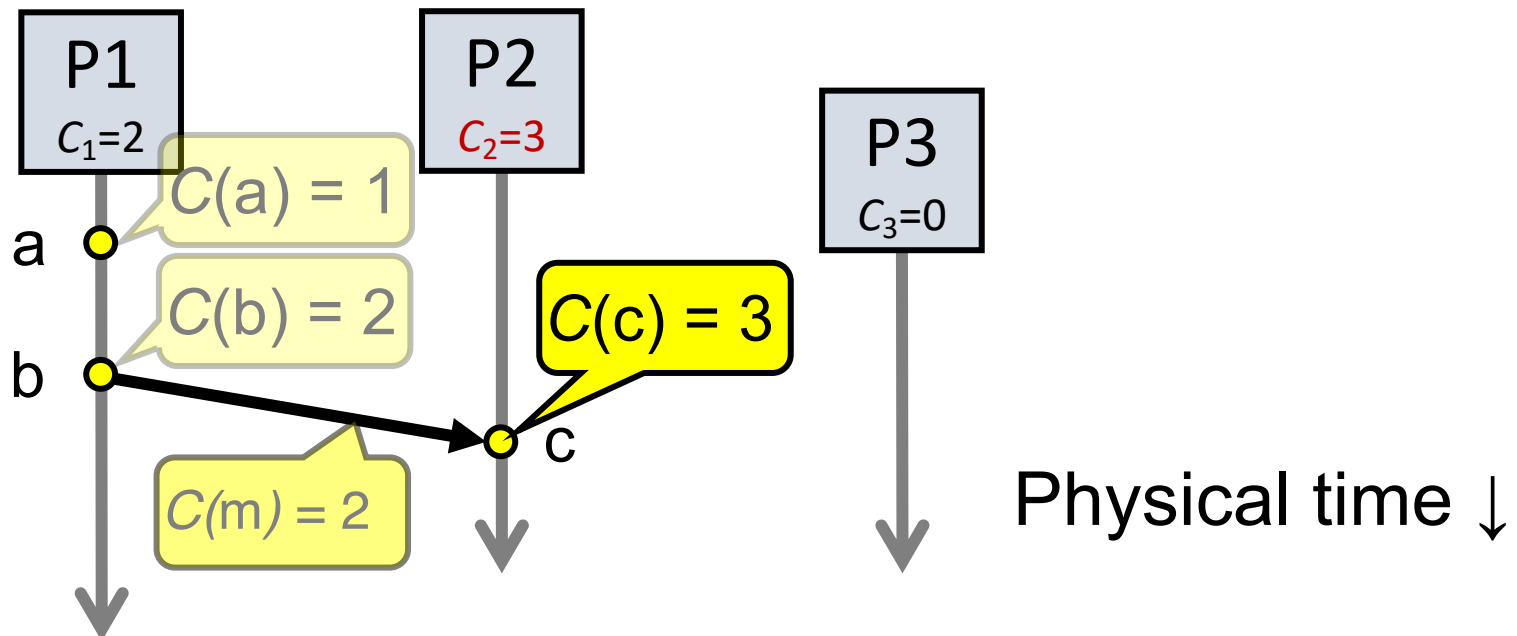 P1
C₁=2
P2
C₂=3
P3
C₃=0
C(a) = 1
a
C(b) = 2
b
C(c) = 3
c
C(m) = 2
Physical time ↓